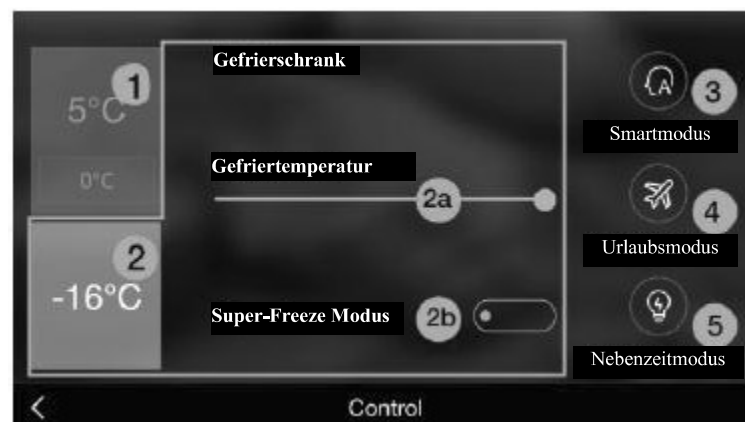 Gefrierschrank
1
5°C
0°C
Gefriertemperatur
2a
2
-16°C
Super-Freeze Modus
2b
A
3
Smartmodus
4
Urlaubsmodus
5
Nebenzeitmodus
Control